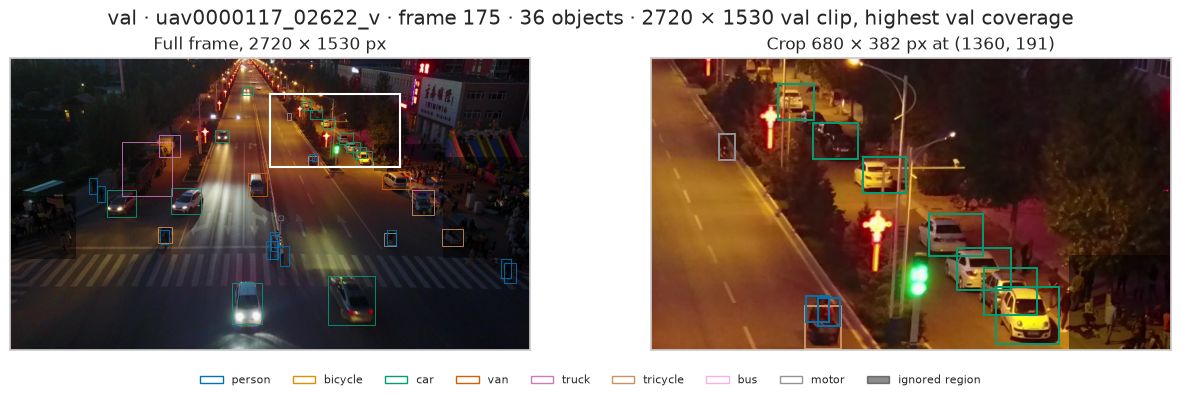 val · uav0000117_02622_v · frame 175 · 36 objects · 2720 × 1530 val clip, highest val coverage
Full frame, 2720 × 1530 px
Crop 680 × 382 px at (1360, 191)
person
bicycle
car
van
truck
tricycle
bus
motor
ignored region